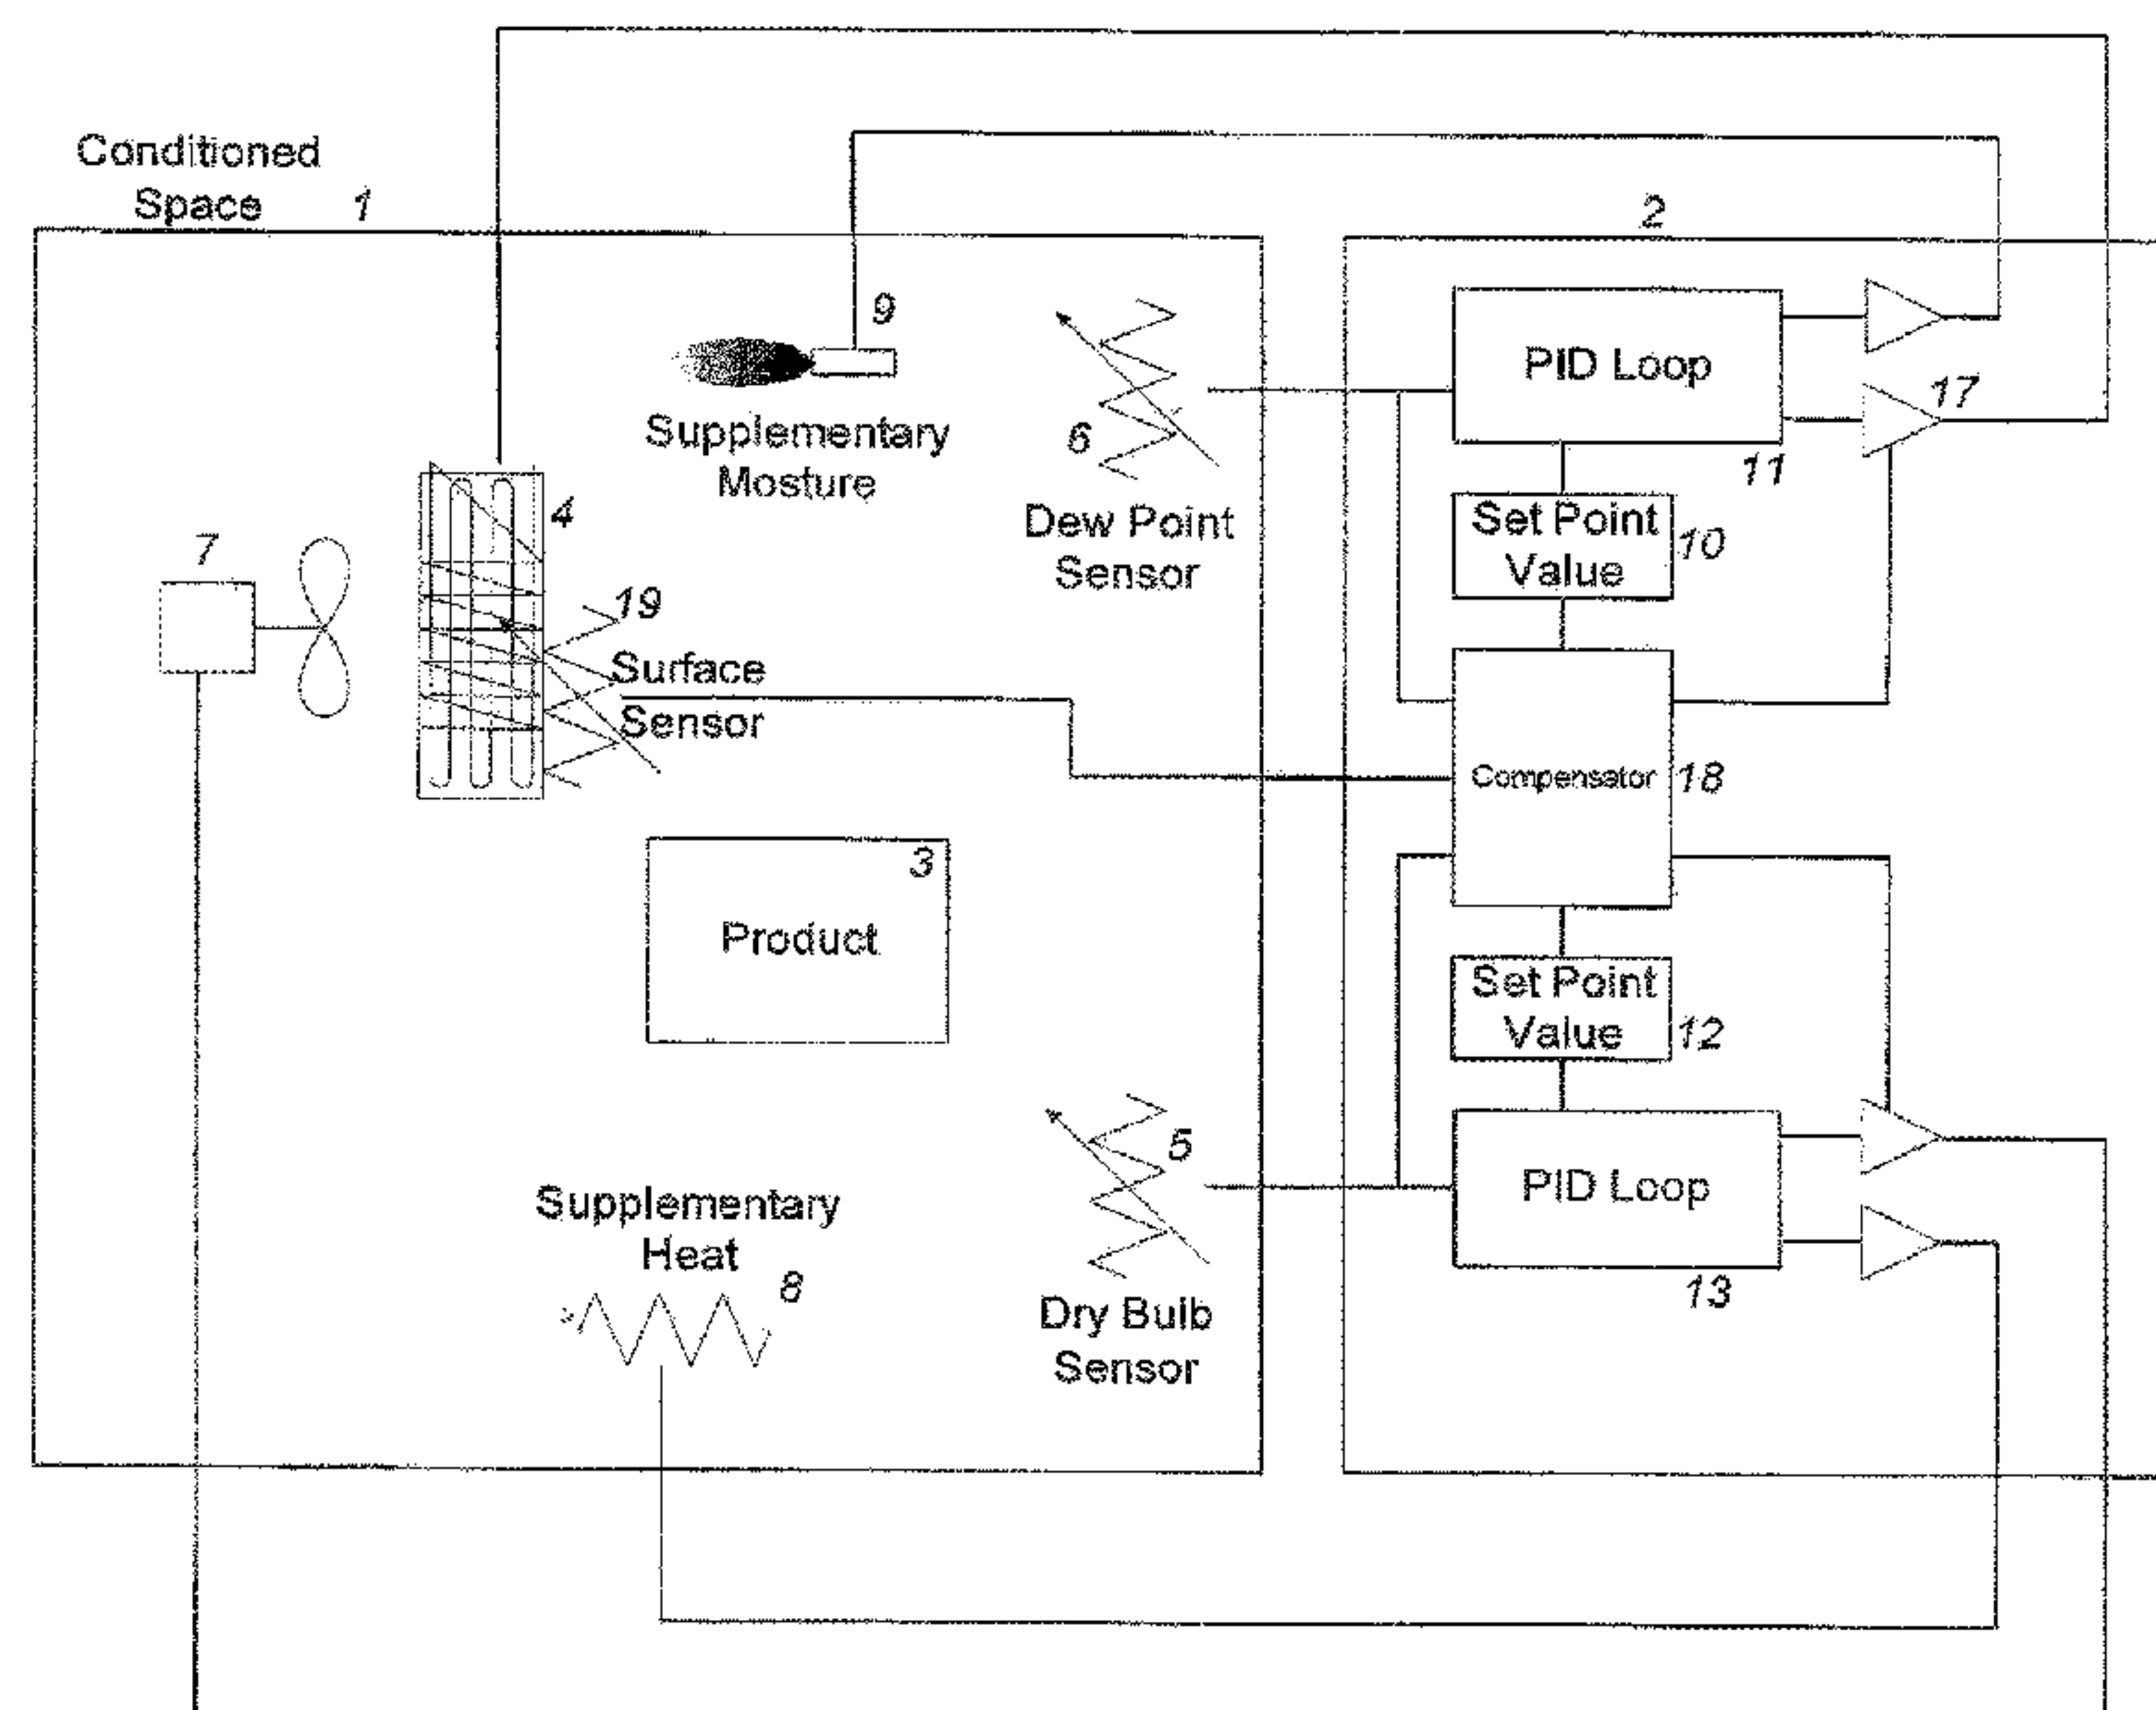 Conditioned
Space 1
2
9
Supplementary
Mosture
6
Dew Point
Sensor
PID Loop
17
11
Set Point
Value
10
4
7
19
Surface
Sensor
Compensator
18
3
Product
Set Point
Value
12
5
PID Loop
13
Supplementary
Heat
8
Dry Bulb
Sensor